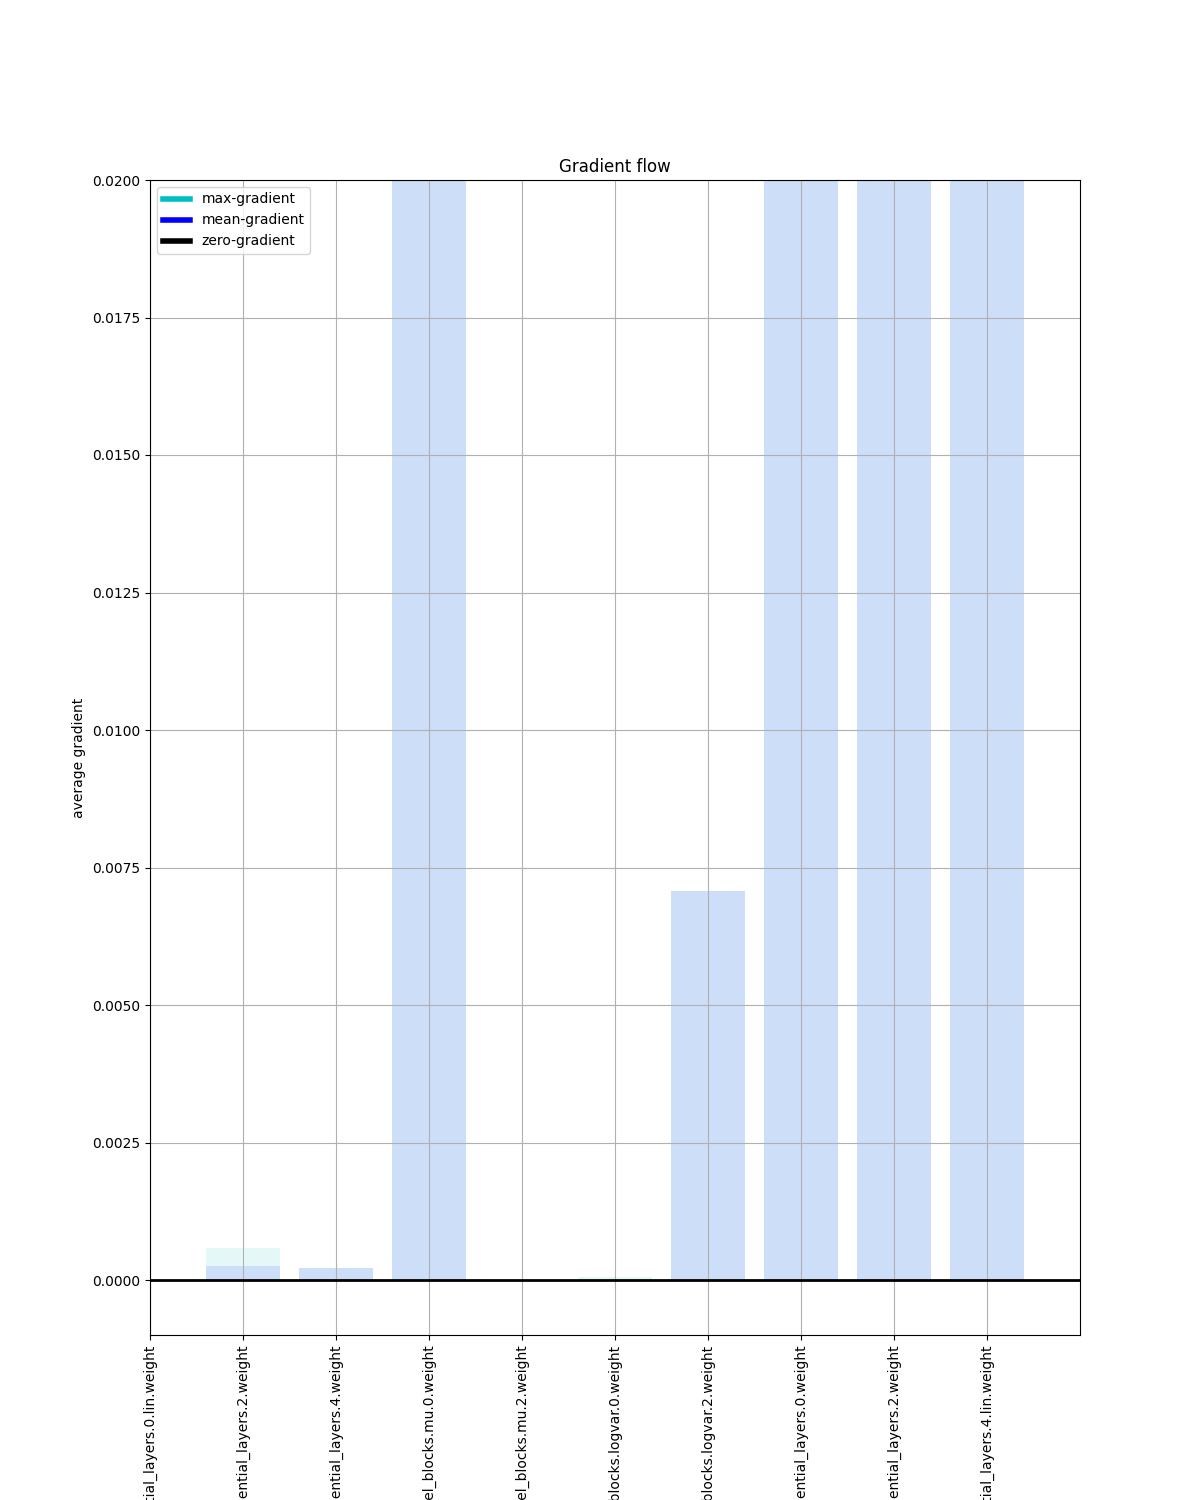 Gradient flow
max-gradient
mean-gradient
zero-gradient
0.0200
0.0175
0.0150
0.0125
0.0100
0.0075
0.0050
0.0025
0.0000
average gradient
tial_layers.0.lin.weight
ential_layers.2.weight
ential_layers.4.weight
el_blocks.mu.0.weight
el_blocks.mu.2.weight
blocks.logvar.0.weight
blocks.logvar.2.weight
ential_layers.0.weight
ential_layers.2.weight
tial_layers.4.lin.weight